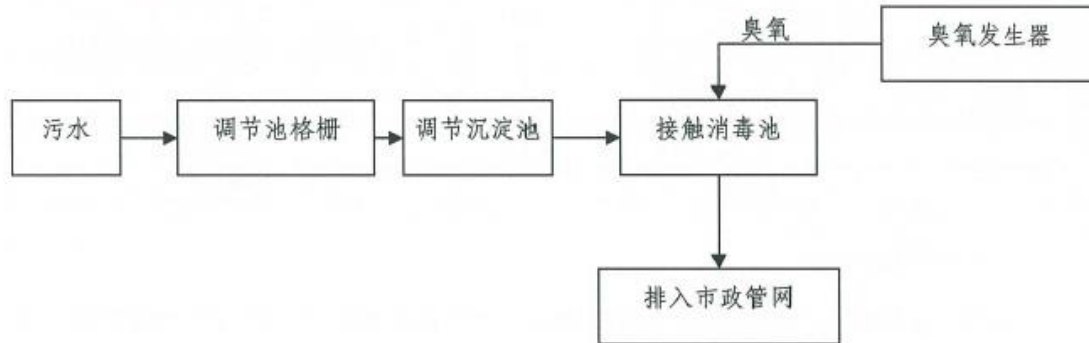 臭氧
臭氧发生器
污水
调节池格栅
调节沉淀池
接触消毒池
排入市政管网